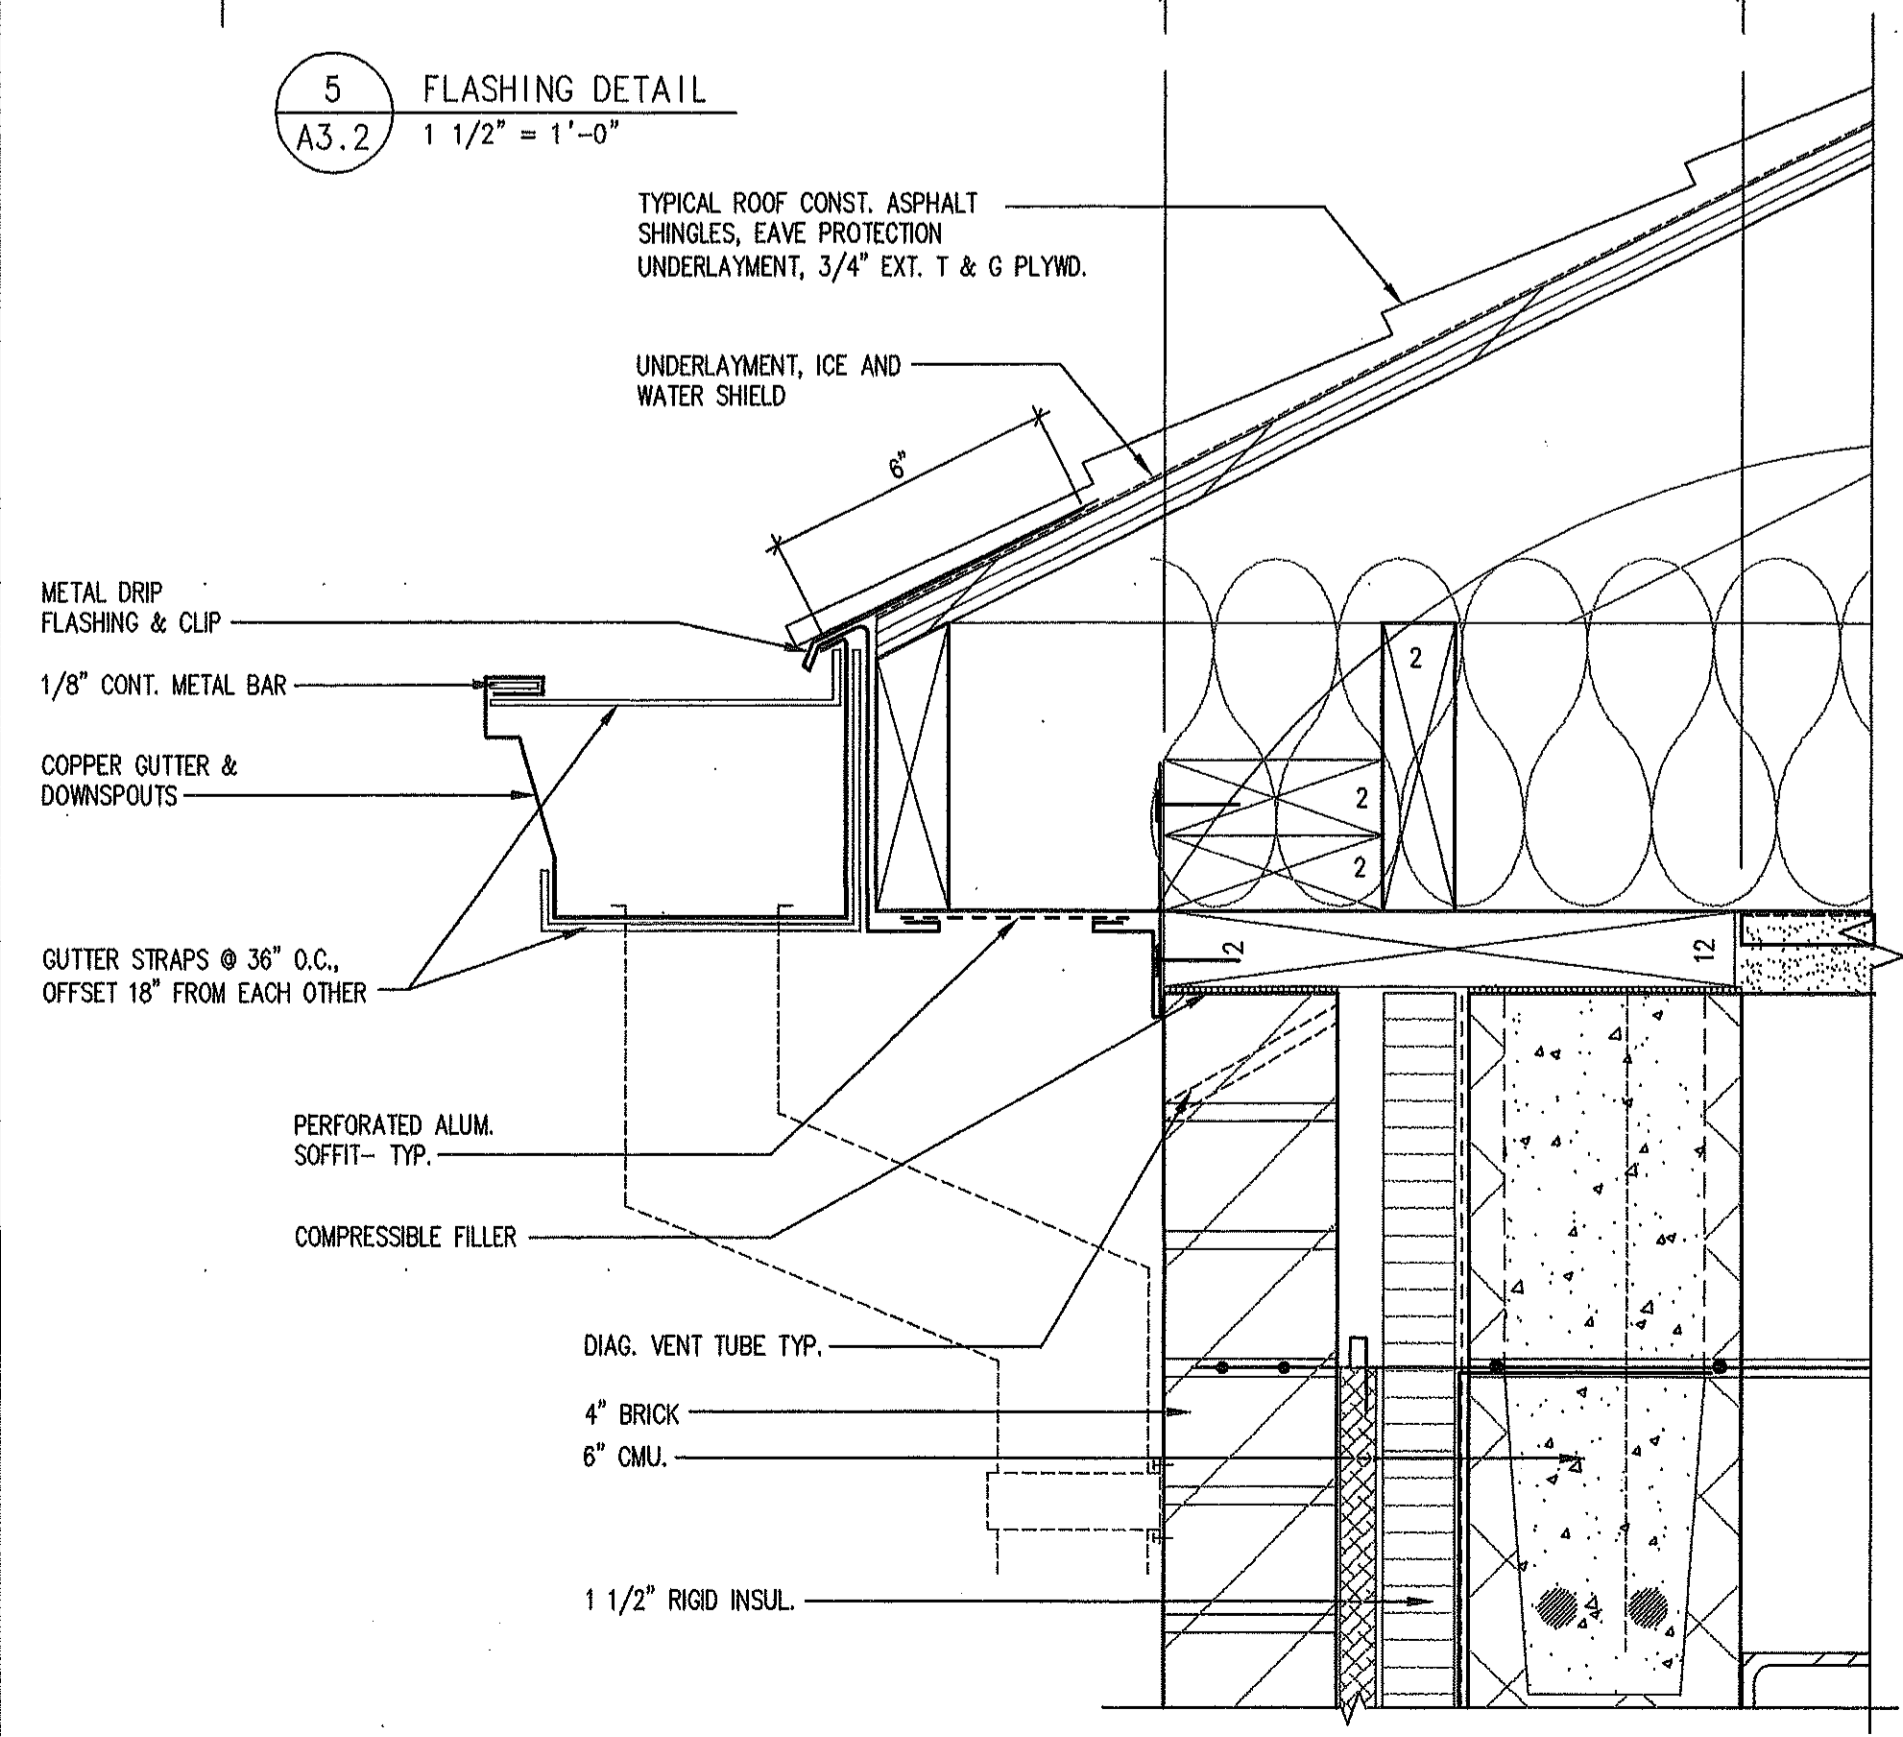 5
A3.2
FLASHING DETAIL
1 1/2" = 1'-0"
TYPICAL ROOF CONST. ASPHALT
SHINGLES, EAVE PROTECTION
UNDERLAYMENT, 3/4" EXT. T & G PLYWD.
UNDERLAYMENT, ICE AND
WATER SHIELD
6"
METAL DRIP
FLASHING & CLIP
1/8" CONT. METAL BAR
COPPER GUTTER &
DOWNSPOUTS
GUTTER STRAPS @ 36" O.C.,
OFFSET 18" FROM EACH OTHER
2
2
2
2
12
PERFORATED ALUM.
SOFFIT- TYP.
COMPRESSIBLE FILLER
DIAG. VENT TUBE TYP.
4" BRICK
6" CMU.
1 1/2" RIGID INSUL.